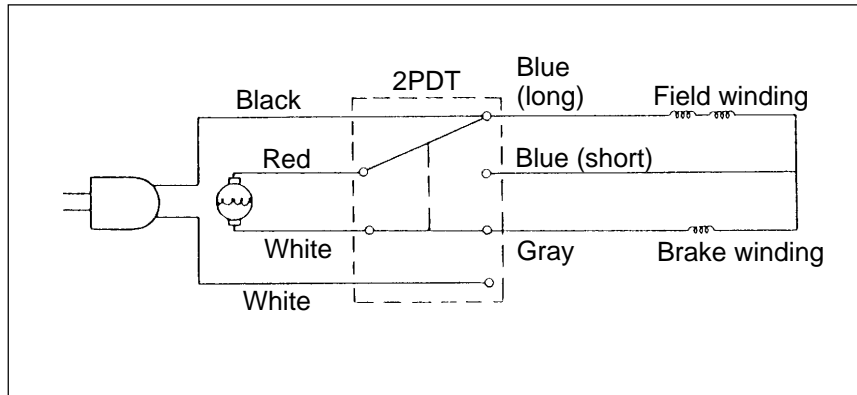 2PDT
Blue
(long)
Field winding
Black
Red
Blue (short)
White
Gray
Brake winding
White